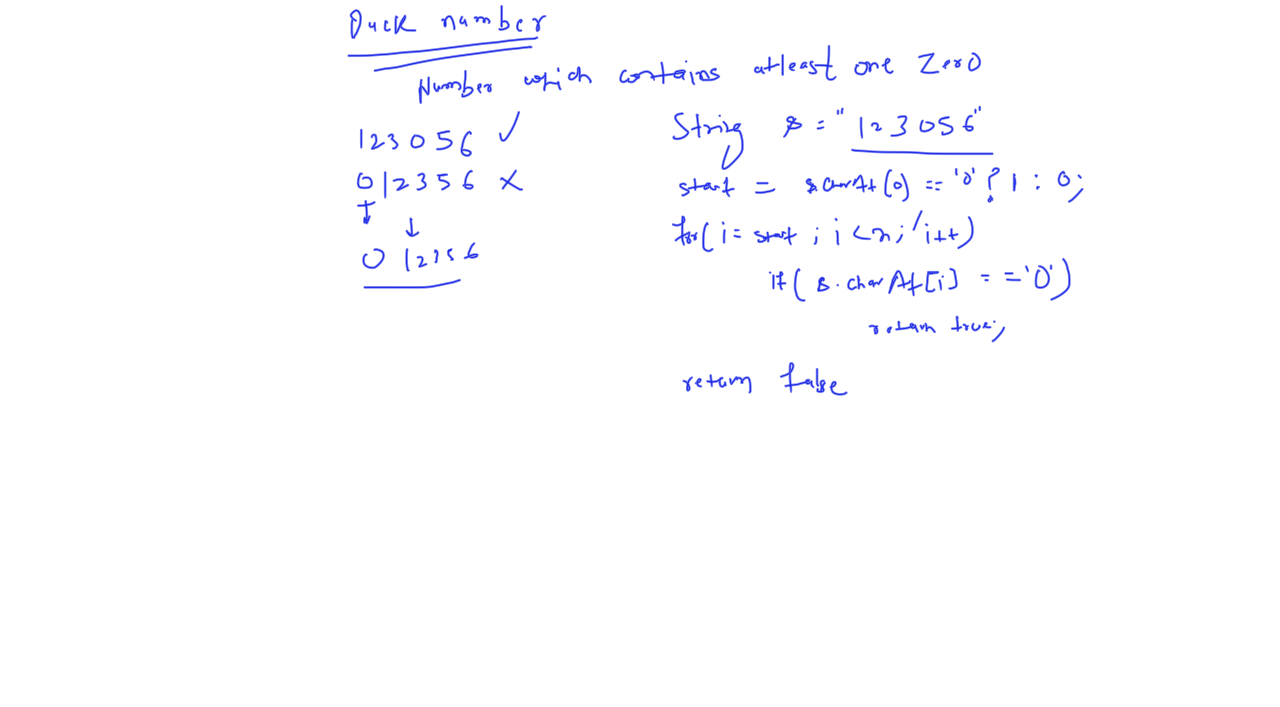 Duck number
Number which contains atleast one Zero
123056 ✓
012356 X
0 12356
String s = "123056"
start = s.charAt(0) == '0' ? 1 : 0;
for(i = start ; i < n ; i++)
if( s.charAt[i] == '0')
return true;
return false